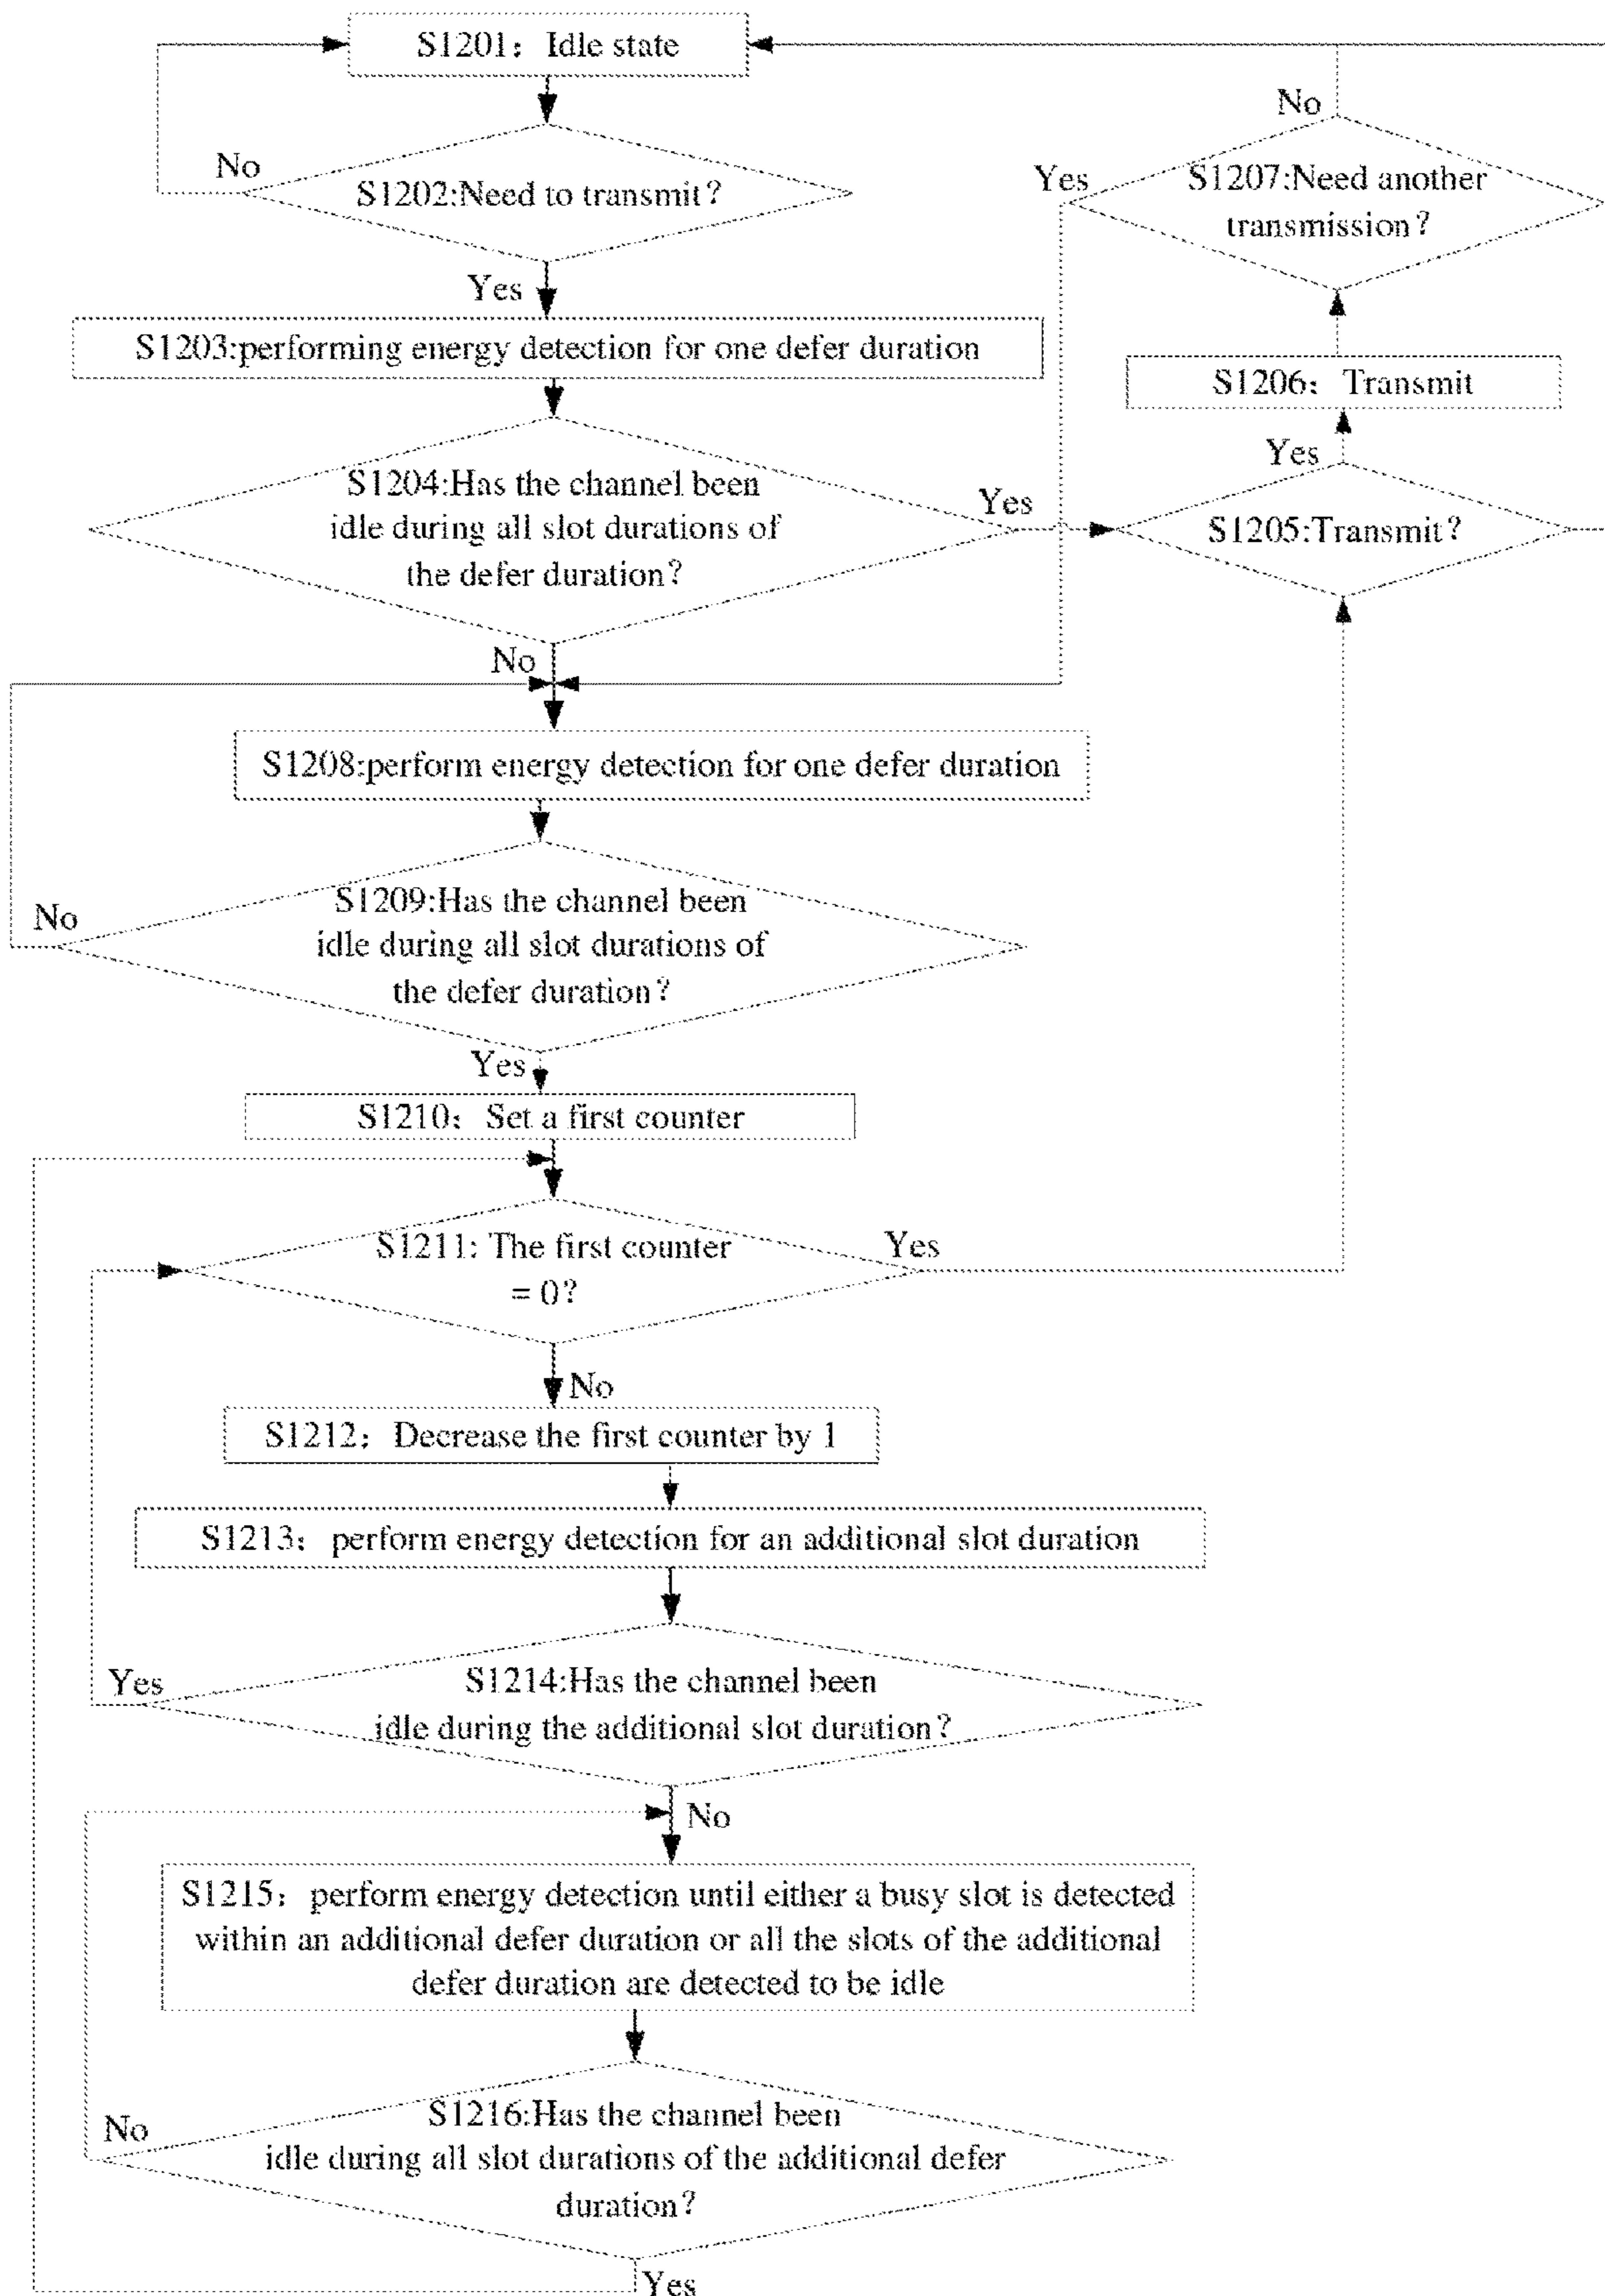 S1201：Idle state
No
S1202:Need to transmit?
Yes
S1203:performing energy detection for one defer duration
S1204:Has the channel been
idle during all slot durations of
the defer duration?
Yes
No
No
Yes
S1207:Need another
transmission?
S1206：Transmit
Yes
S1205:Transmit?
S1208:perform energy detection for one defer duration
S1209:Has the channel been
idle during all slot durations of
the defer duration?
No
Yes
S1210：Set a first counter
S1211: The first counter
= 0?
Yes
No
S1212：Decrease the first counter by 1
S1213：perform energy detection for an additional slot duration
S1214:Has the channel been
idle during the additional slot duration?
Yes
No
S1215：perform energy detection until either a busy slot is detected
within an additional defer duration or all the slots of the additional
defer duration are detected to be idle
S1216:Has the channel been
idle during all slot durations of the additional defer
duration?
No
Yes